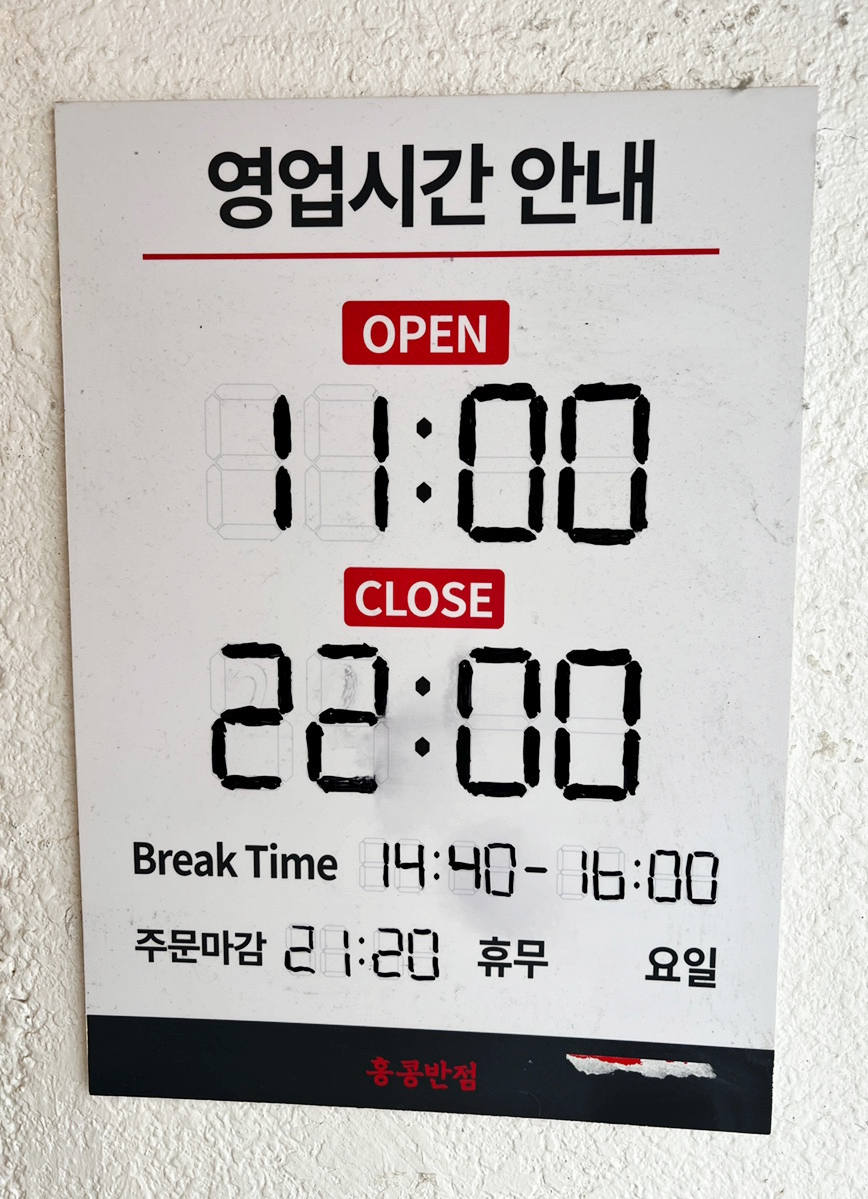 영업시간 안내
OPEN
11:00
CLOSE
22:00
Break Time 14:40-16:00
주문마감 21:20 휴무 요일
홍콩반점